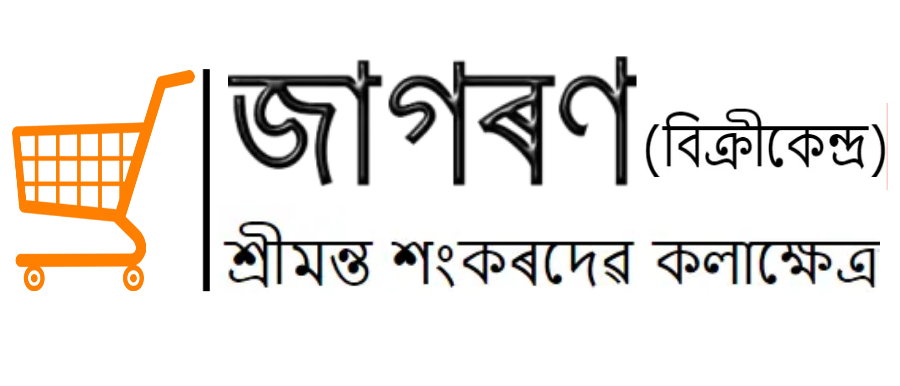 জাগৰণ (বিক্ৰীকেন্দ্ৰ)
শ্ৰীমন্ত শংকৰদেৱ কলাক্ষেত্ৰ